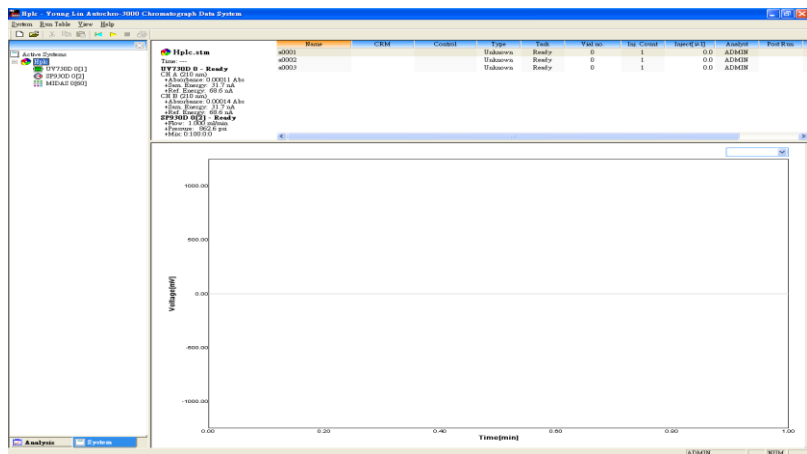 Hplc - Young Lin Autochro-3000 Chromatograph Data System
System Run Table View Help
Active Systems
Hplc
UV730D 0[1]
SP930D 0[2]
MIDAS 0[60]
Hplc.stm
Time: ---
UV730D 0 - Ready
CH A (210 nm)
+Absorbance: 0.00011 Abs
+Sam. Energy: 31.7 nA
+Ref. Energy: 68.6 nA
CH B (210 nm)
+Absorbance: 0.00014 Abs
+Sam. Energy: 31.7 nA
+Ref. Energy: 68.6 nA
SP930D 0[2] - Ready
+Flow: 1.000 ml/min
+Pressure: 862.6 psi
+Mix: 0:100:0:0
Name CRM Control Type Task Vial no. Inj. Count Inject[ul] Analyst Post Run
s0001 Unknown Ready 0 1 0.0 ADMIN
s0002 Unknown Ready 0 1 0.0 ADMIN
s0003 Unknown Ready 0 1 0.0 ADMIN
Voltage[mV]
1000.00
500.00
0.00
-500.00
-1000.00
0.00 0.20 0.40 0.60 0.80 1.00
Time[min]
Analysis System
ADMIN NUM